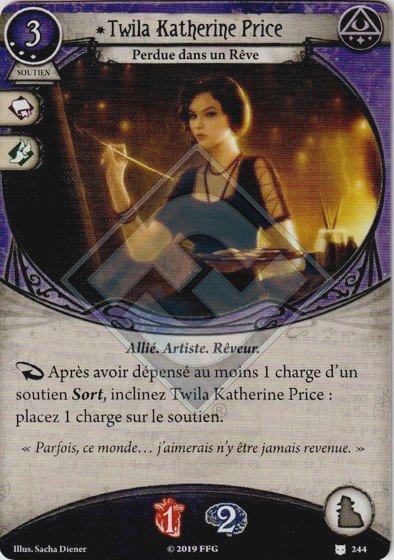 3
SOUTIEN
*Twila Katherine Price
Perdue dans un Rêve
Allié. Artiste. Rêveur.
Après avoir dépensé au moins 1 charge d'un
soutien Sort, inclinez Twila Katherine Price :
placez 1 charge sur le soutien.
« Parfois, ce monde… j'aimerais n'y être jamais revenue. »
1 2
Illus. Sacha Diener © 2019 FFG 244